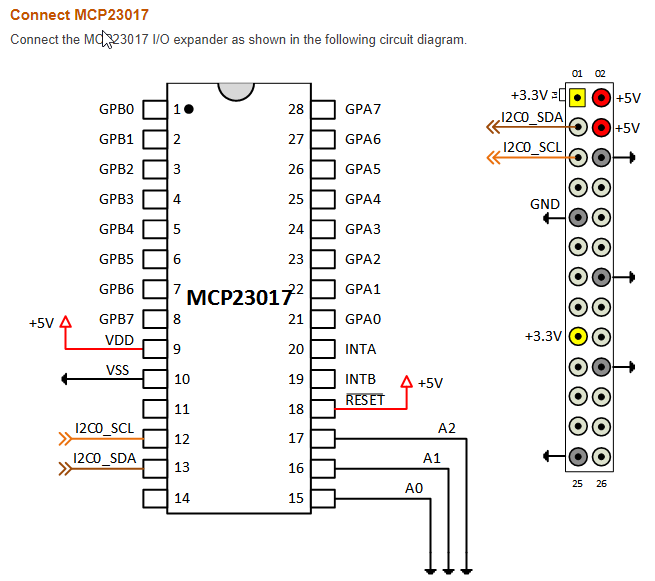 Connect MCP23017
Connect the MCP23017 I/O expander as shown in the following circuit diagram.
01 02
+3.3V +5V
I2C0_SDA +5V
I2C0_SCL
GND
+3.3V
25 26
GPB0 1 28 GPA7
GPB1 2 27 GPA6
GPB2 3 26 GPA5
GPB3 4 25 GPA4
GPB4 5 24 GPA3
GPB5 6 23 GPA2
GPB6 7 22 GPA1
MCP23017
GPB7 8 21 GPA0
+5V VDD 9 20 INTA
VSS 10 19 INTB
+5V
11 18 RESET
I2C0_SCL 12 17 A2
I2C0_SDA 13 16 A1
14 15 A0